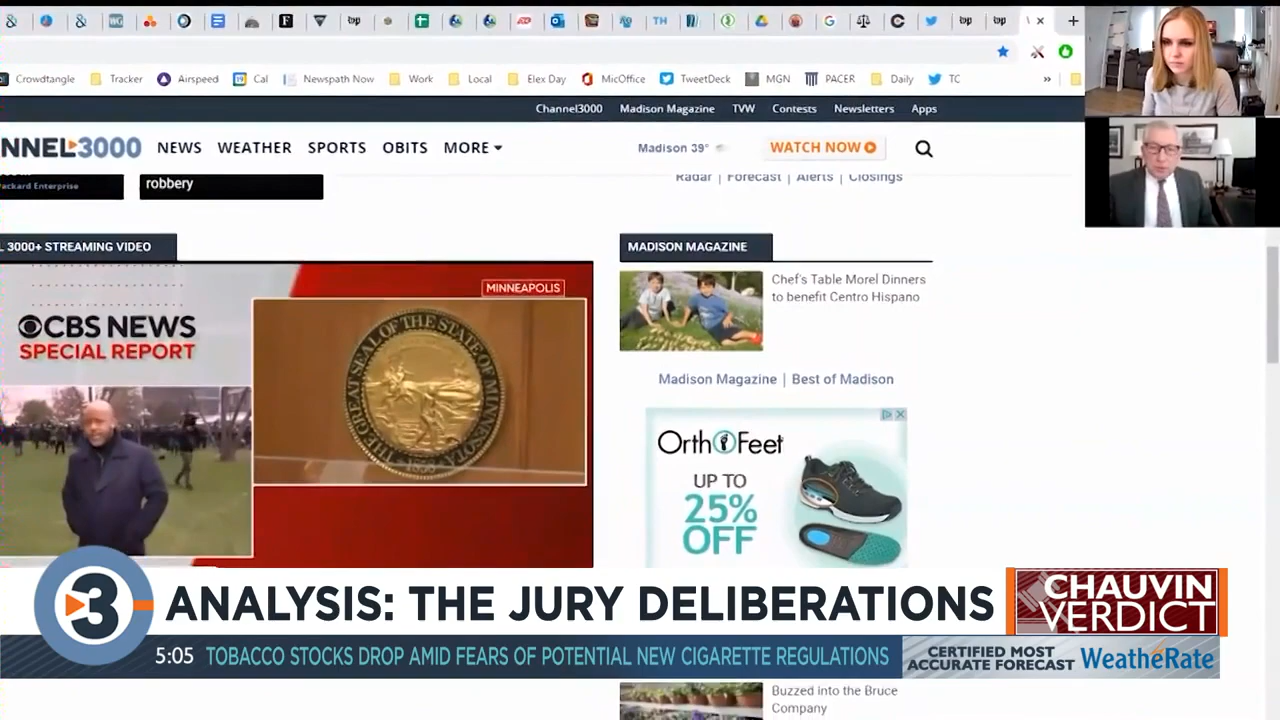 Crowdtangle Tracker Airspeed Cal Newspath Now Work Local Elex Day MicOffice TweetDeck MGN PACER Daily TC »
Channel3000 Madison Magazine TVW Contests Newsletters Apps
NNEL3000 NEWS WEATHER SPORTS OBITS MORE Madison 39° WATCH NOW
Packard Enterprise
robbery
Radar | Forecast | Alerts | Closings
L 3000+ STREAMING VIDEO
MADISON MAGAZINE
Chef's Table Morel Dinners
to benefit Centro Hispano
Madison Magazine | Best of Madison
MINNEAPOLIS
CBS NEWS
SPECIAL REPORT
THE GREAT SEAL OF THE STATE OF MINNESOTA
1858
OrthoFeet
UP TO
25%
OFF
3
ANALYSIS: THE JURY DELIBERATIONS
CHAUVIN
VERDICT
5:05 TOBACCO STOCKS DROP AMID FEARS OF POTENTIAL NEW CIGARETTE REGULATIONS
CERTIFIED MOST
ACCURATE FORECAST
WeatheRate
Buzzed into the Bruce
Company